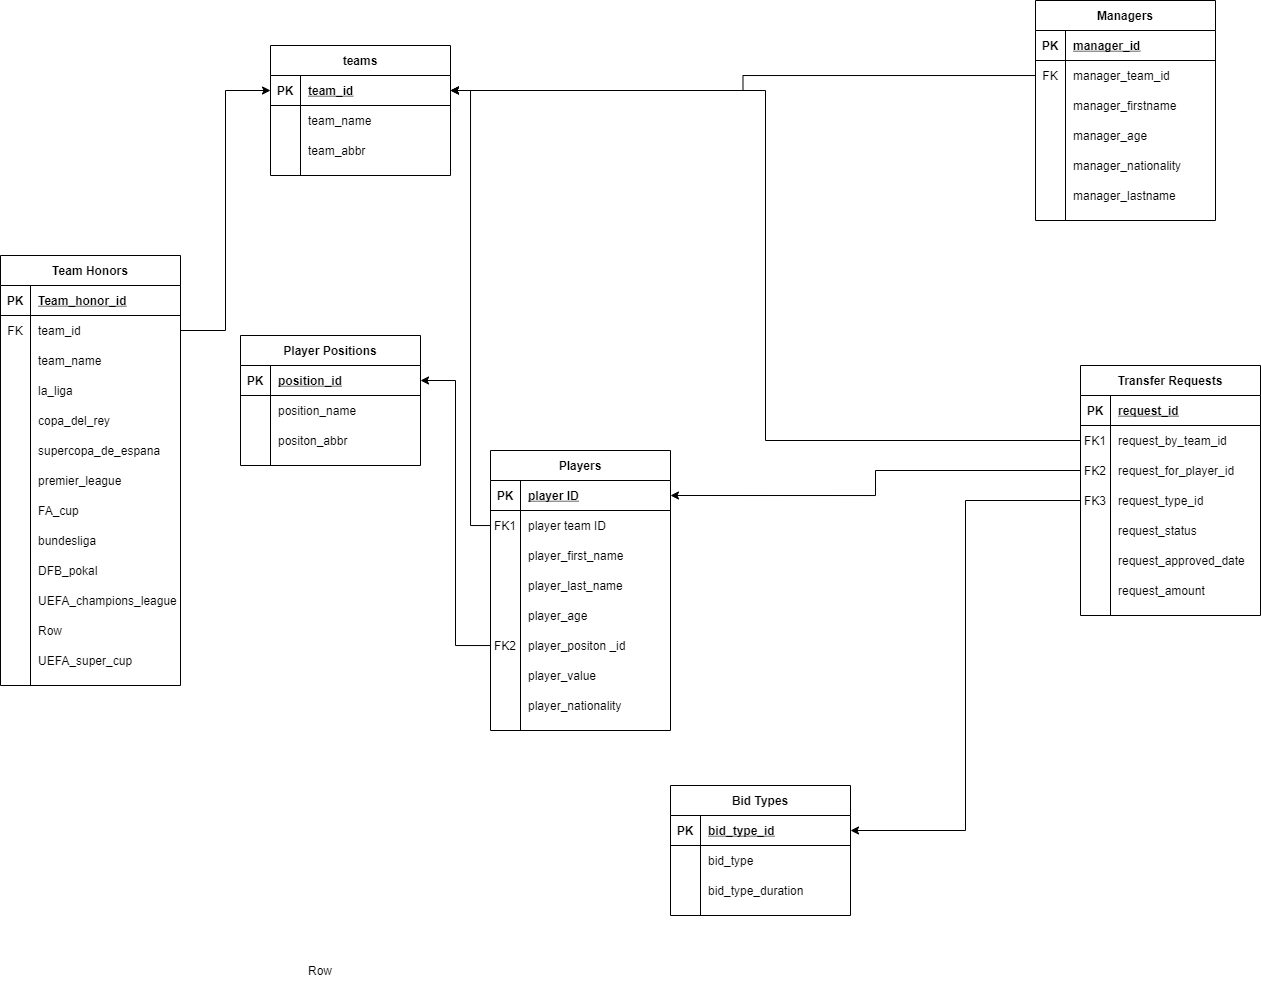 Managers
PK manager_id
FK manager_team_id
manager_firstname
manager_age
manager_nationality
manager_lastname
teams
PK team_id
team_name
team_abbr
Team Honors
PK Team_honor_id
FK team_id
team_name
la_liga
copa_del_rey
supercopa_de_espana
premier_league
FA_cup
bundesliga
DFB_pokal
UEFA_champions_league
Row
UEFA_super_cup
Player Positions
PK position_id
position_name
positon_abbr
Players
PK player ID
FK1 player team ID
player_first_name
player_last_name
player_age
FK2 player_positon _id
player_value
player_nationality
Transfer Requests
PK request_id
FK1 request_by_team_id
FK2 request_for_player_id
FK3 request_type_id
request_status
request_approved_date
request_amount
Bid Types
PK bid_type_id
bid_type
bid_type_duration
Row